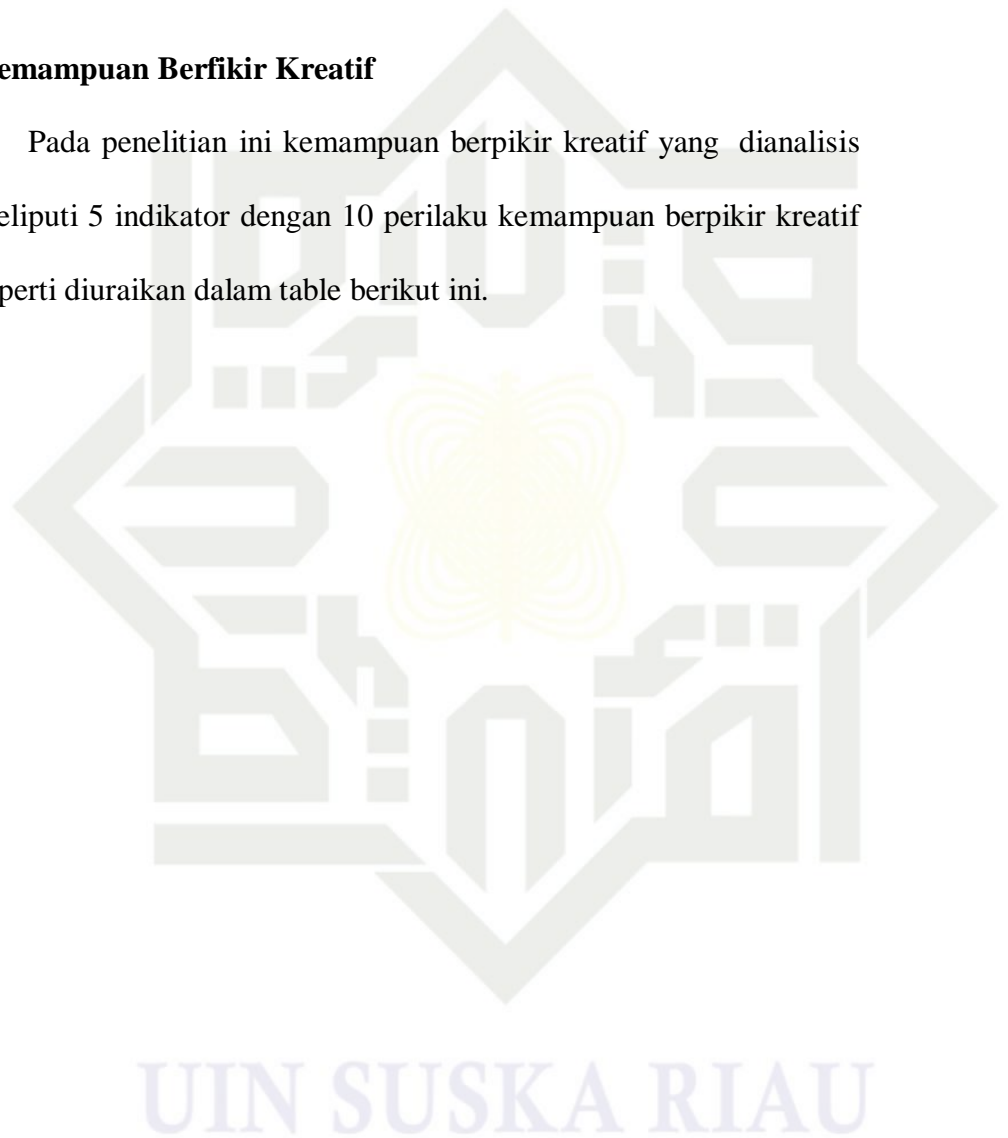 emampuan Berfikir Kreatif
Pada penelitian ini kemampuan berpikir kreatif yang dianalisis
eliputi 5 indikator dengan 10 perilaku kemampuan berpikir kreatif
perti diuraikan dalam table berikut ini.
UIN SUSKA RIAU